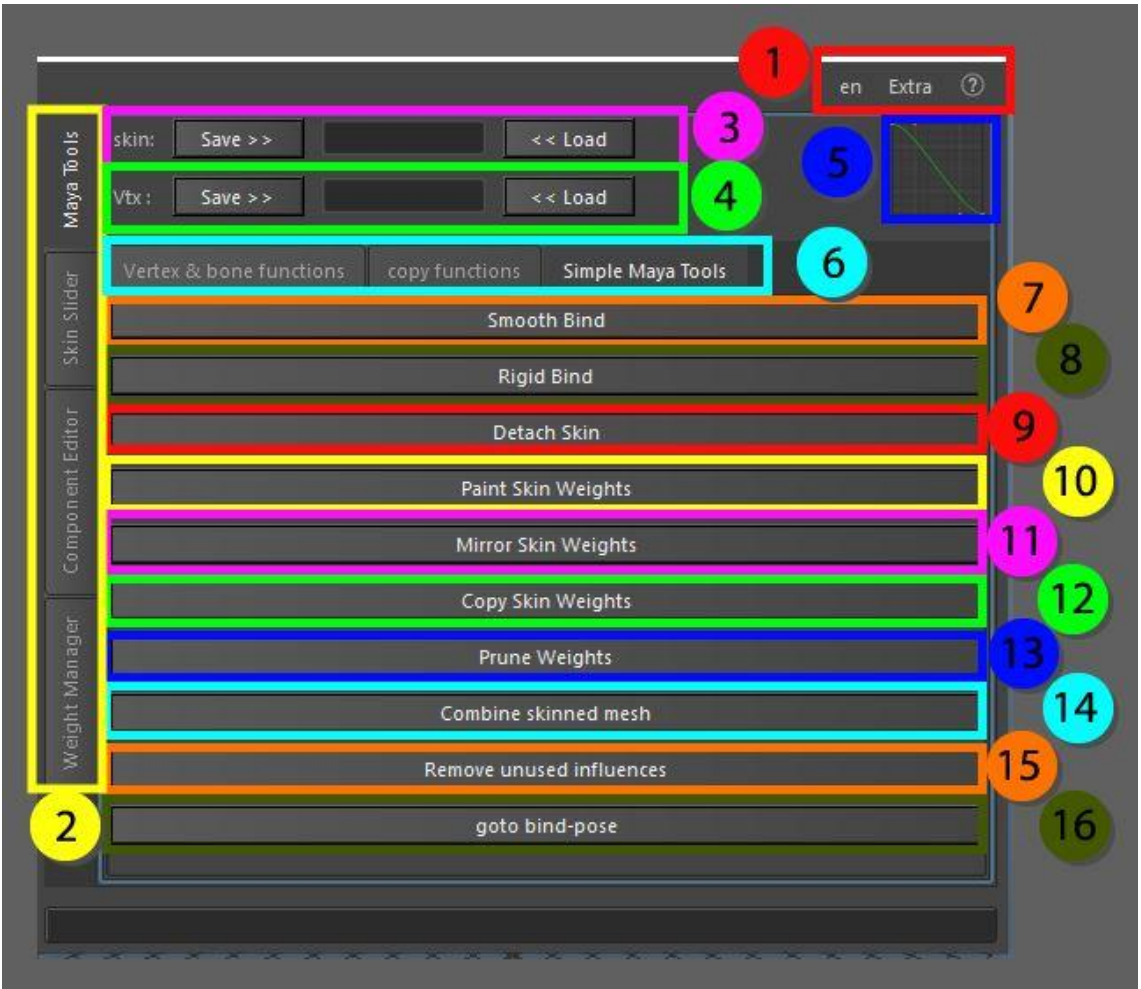 1
en Extra ?
Maya Tools
Skin Slider
Component Editor
Weight Manager
2
skin: Save >> << Load 3
Vtx : Save >> << Load 4
5
Vertex & bone functions copy functions Simple Maya Tools 6
Smooth Bind 7
Rigid Bind 8
Detach Skin 9
Paint Skin Weights 10
Mirror Skin Weights 11
Copy Skin Weights 12
Prune Weights 13
Combine skinned mesh 14
Remove unused influences 15
goto bind-pose 16